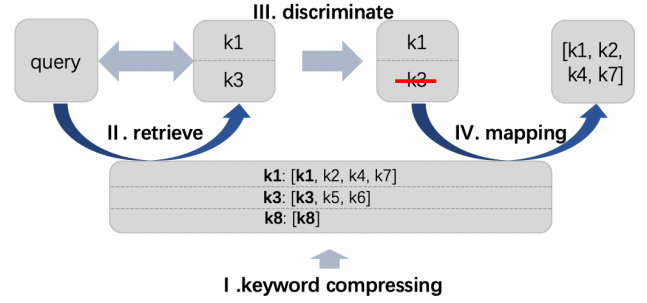 III. discriminate
query
k1
k3
k1
k3
[k1, k2,
k4, k7]
II. retrieve
IV. mapping
k1: [k1, k2, k4, k7]
k3: [k3, k5, k6]
k8: [k8]
I .keyword compressing